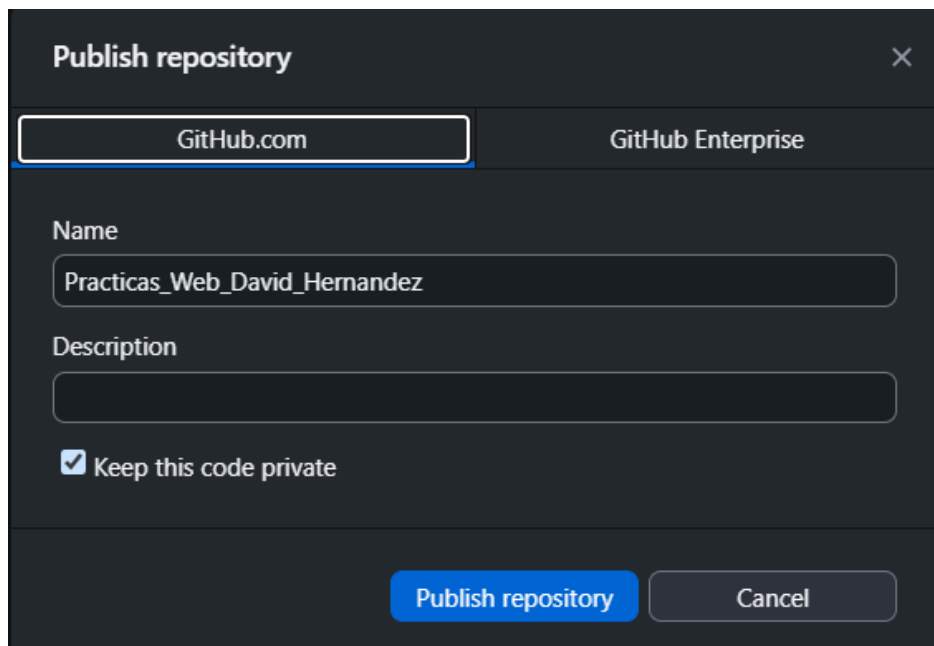 Publish repository
GitHub.com
GitHub Enterprise
Name
Practicas_Web_David_Hernandez
Description
Keep this code private
Publish repository
Cancel